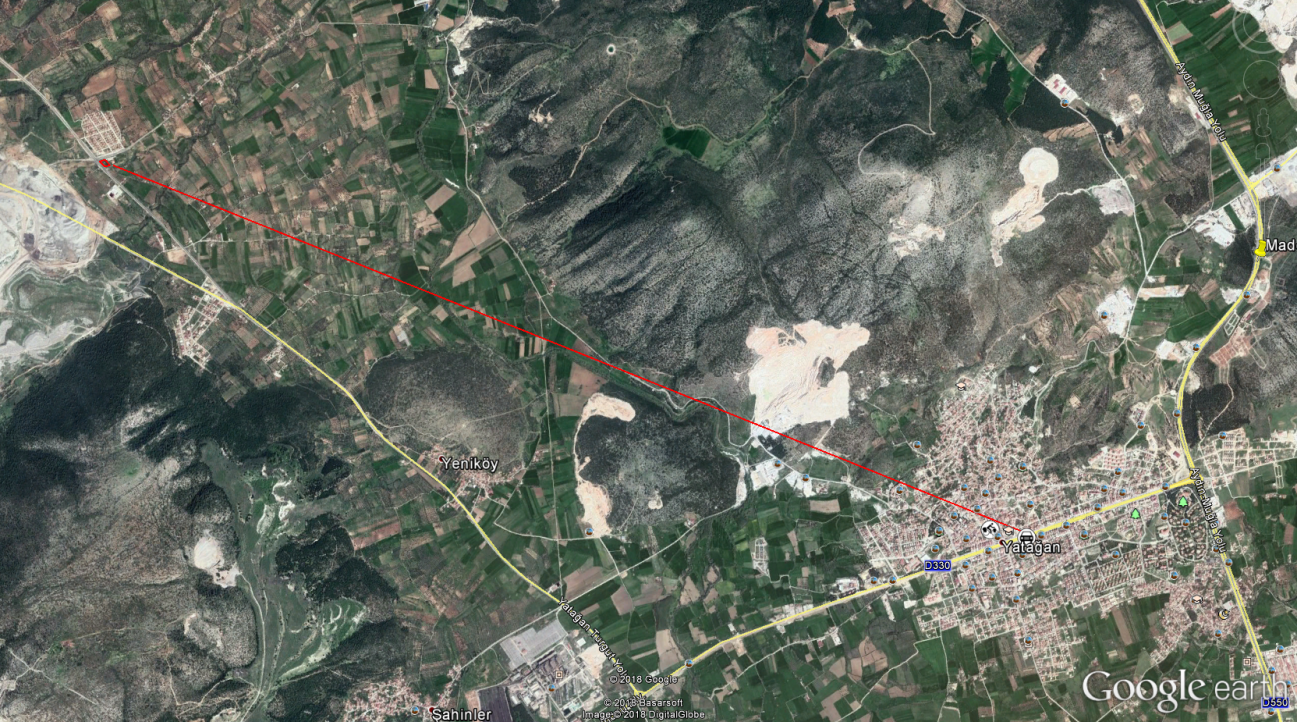 Aydın Muğla Yolu
Mad
Yeniköy
Yatağan
D330
Aydın Muğla Yolu
Yatağan Turgut Yolu
© 2018 Google
© 2018 Basarsoft
Image © 2018 DigitalGlobe
Google earth
Şahinler
D550